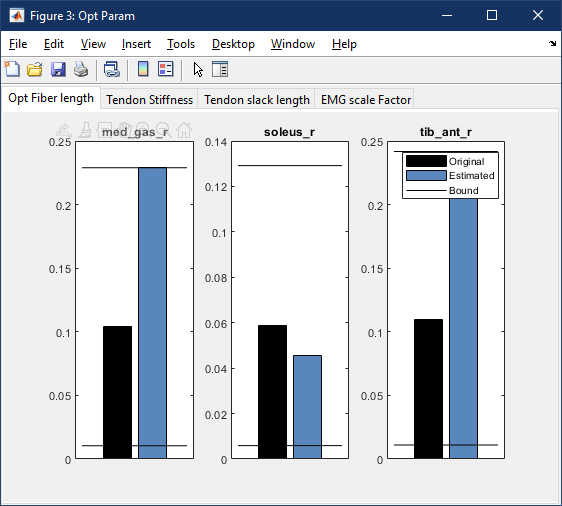 Figure 3: Opt Param
File Edit View Insert Tools Desktop Window Help
Opt Fiber length Tendon Stiffness Tendon slack length EMG scale Factor
med_gas_r
0.25
0.2
0.15
0.1
0.05
0
soleus_r
0.14
0.12
0.1
0.08
0.06
0.04
0.02
0
tib_ant_r
0.25
0.2
0.15
0.1
0.05
0
Original
Estimated
Bound